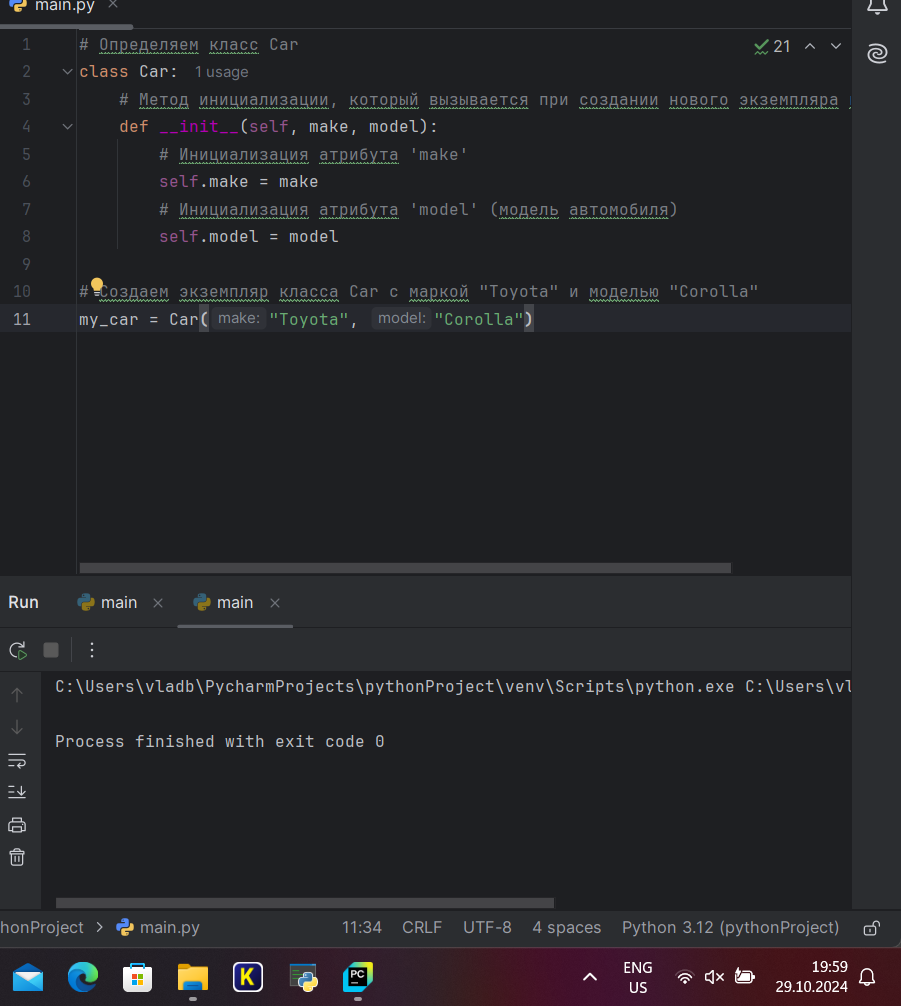 main.py
1 # Определяем класс Car
21
2 class Car: 1 usage
3 # Метод инициализации, который вызывается при создании нового экземпляра
4 def __init__(self, make, model):
5 # Инициализация атрибута 'make'
6 self.make = make
7 # Инициализация атрибута 'model' (модель автомобиля)
8 self.model = model
9
10 # Создаем экземпляр класса Car с маркой "Toyota" и моделью "Corolla"
11 my_car = Car( make: "Toyota", model: "Corolla")
Run main main
C:\Users\vladb\PycharmProjects\pythonProject\venv\Scripts\python.exe C:\Users\vl
Process finished with exit code 0
honProject > main.py 11:34 CRLF UTF-8 4 spaces Python 3.12 (pythonProject)
K PC
ENG
US
19:59
29.10.2024